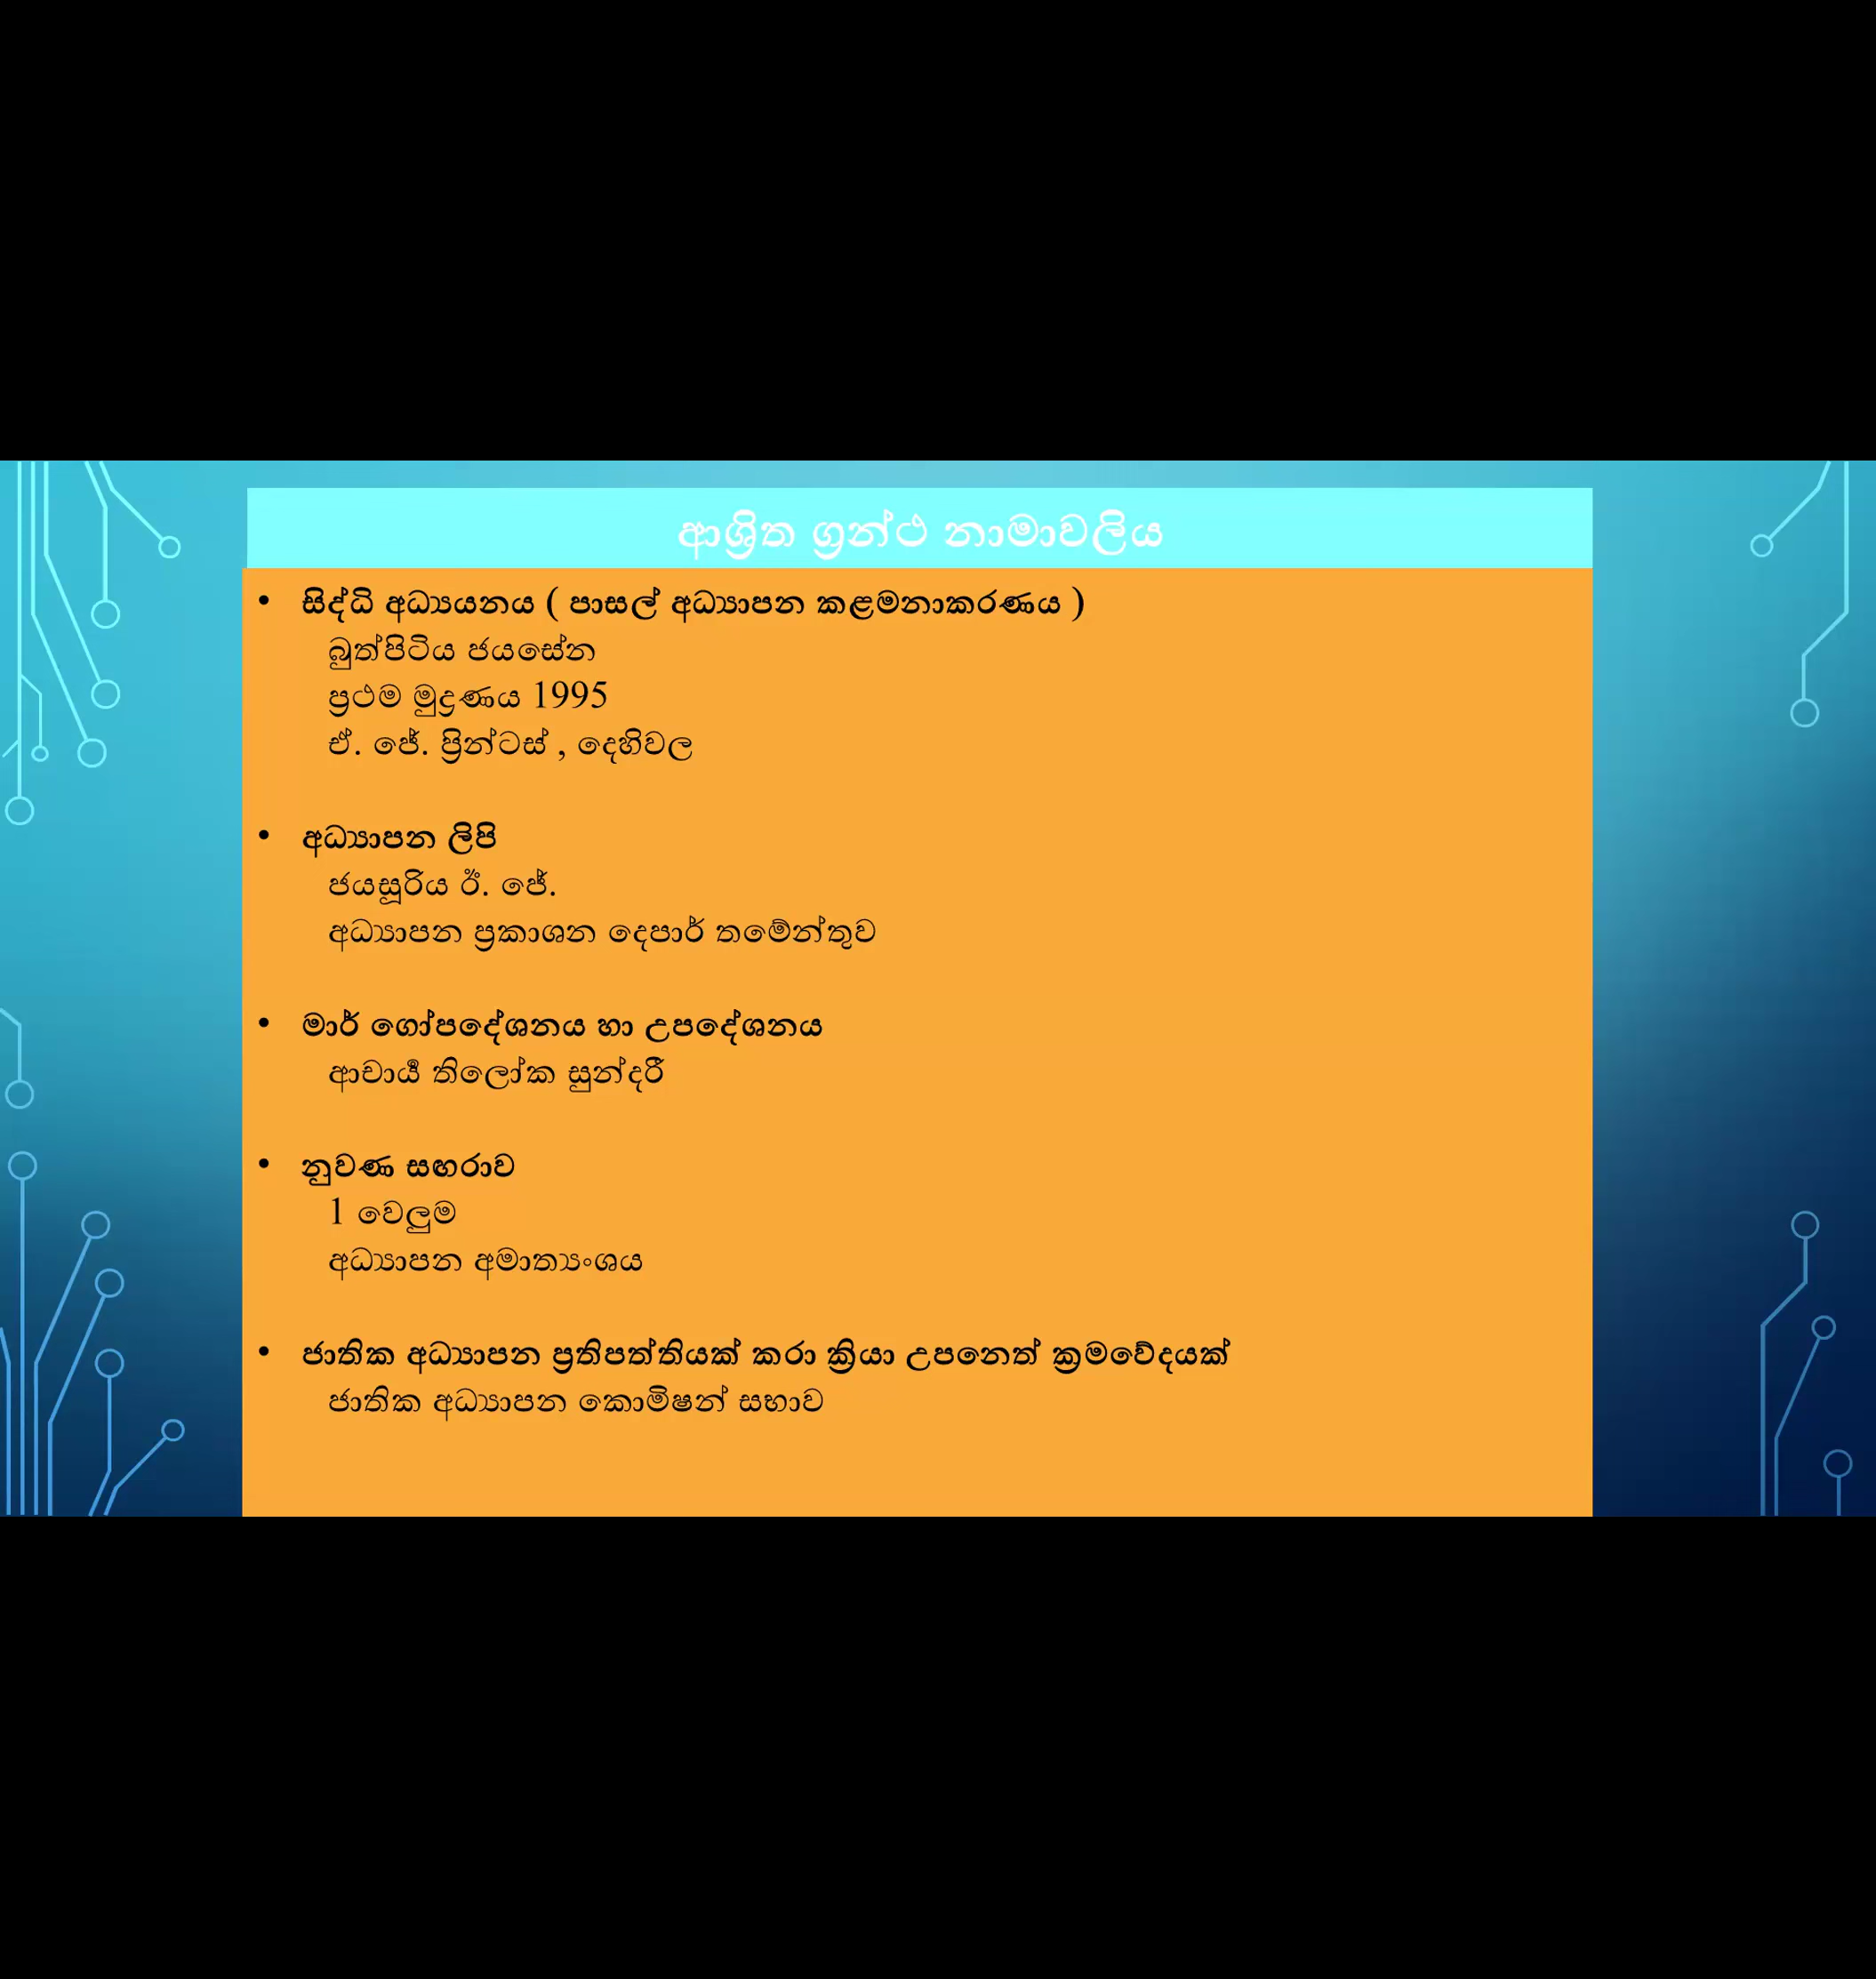 ආශ්‍රිත ග්‍රන්ථ නාමාවලිය
• සිද්ධි අධ්‍යයනය ( පාසල් අධ්‍යාපන කළමනාකරණය )
බුත්පිටිය ජයසේන
ප්‍රථම මුද්‍රණය 1995
ඒ. ජේ. ප්‍රින්ටස් , දෙහිවල
• අධ්‍යාපන ලිපි
ජයසූරිය ඊ. ජේ.
අධ්‍යාපන ප්‍රකාශන දෙපාර් තමේන්තුව
• මාර් ගෝපදේශනය හා උපදේශනය
ආචාර්‍ය තිලෝක සුන්දරී
• නුවණ සඟරාව
1 වෙලුම
අධ්‍යාපන අමාත්‍යංශය
• ජාතික අධ්‍යාපන ප්‍රතිපත්තියක් කරා ක්‍රියා උපනෙත් ක්‍රමවේදයක්
ජාතික අධ්‍යාපන කොමිෂන් සභාව